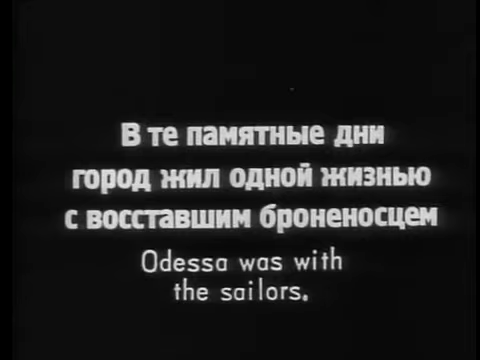 В те памятные дни
город жил одной жизнью
с восставшим броненосцем
Odessa was with
the sailors.